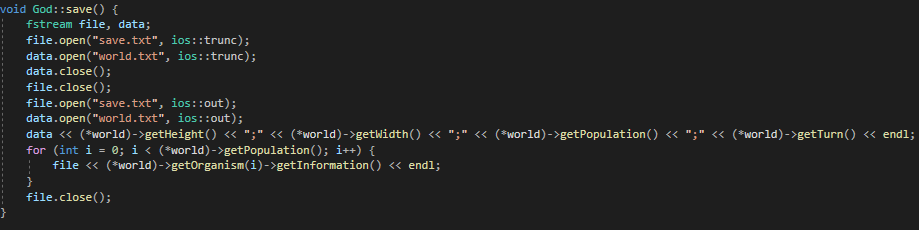 void God::save() {
    fstream file, data;
    file.open("save.txt", ios::trunc);
    data.open("world.txt", ios::trunc);
    data.close();
    file.close();
    file.open("save.txt", ios::out);
    data.open("world.txt", ios::out);
    data << (*world)->getHeight() << ";" << (*world)->getWidth() << ";" << (*world)->getPopulation() << ";" << (*world)->getTurn() << endl;
    for (int i = 0; i < (*world)->getPopulation(); i++) {
        file << (*world)->getOrganism(i)->getInformation() << endl;
    }
    file.close();
}